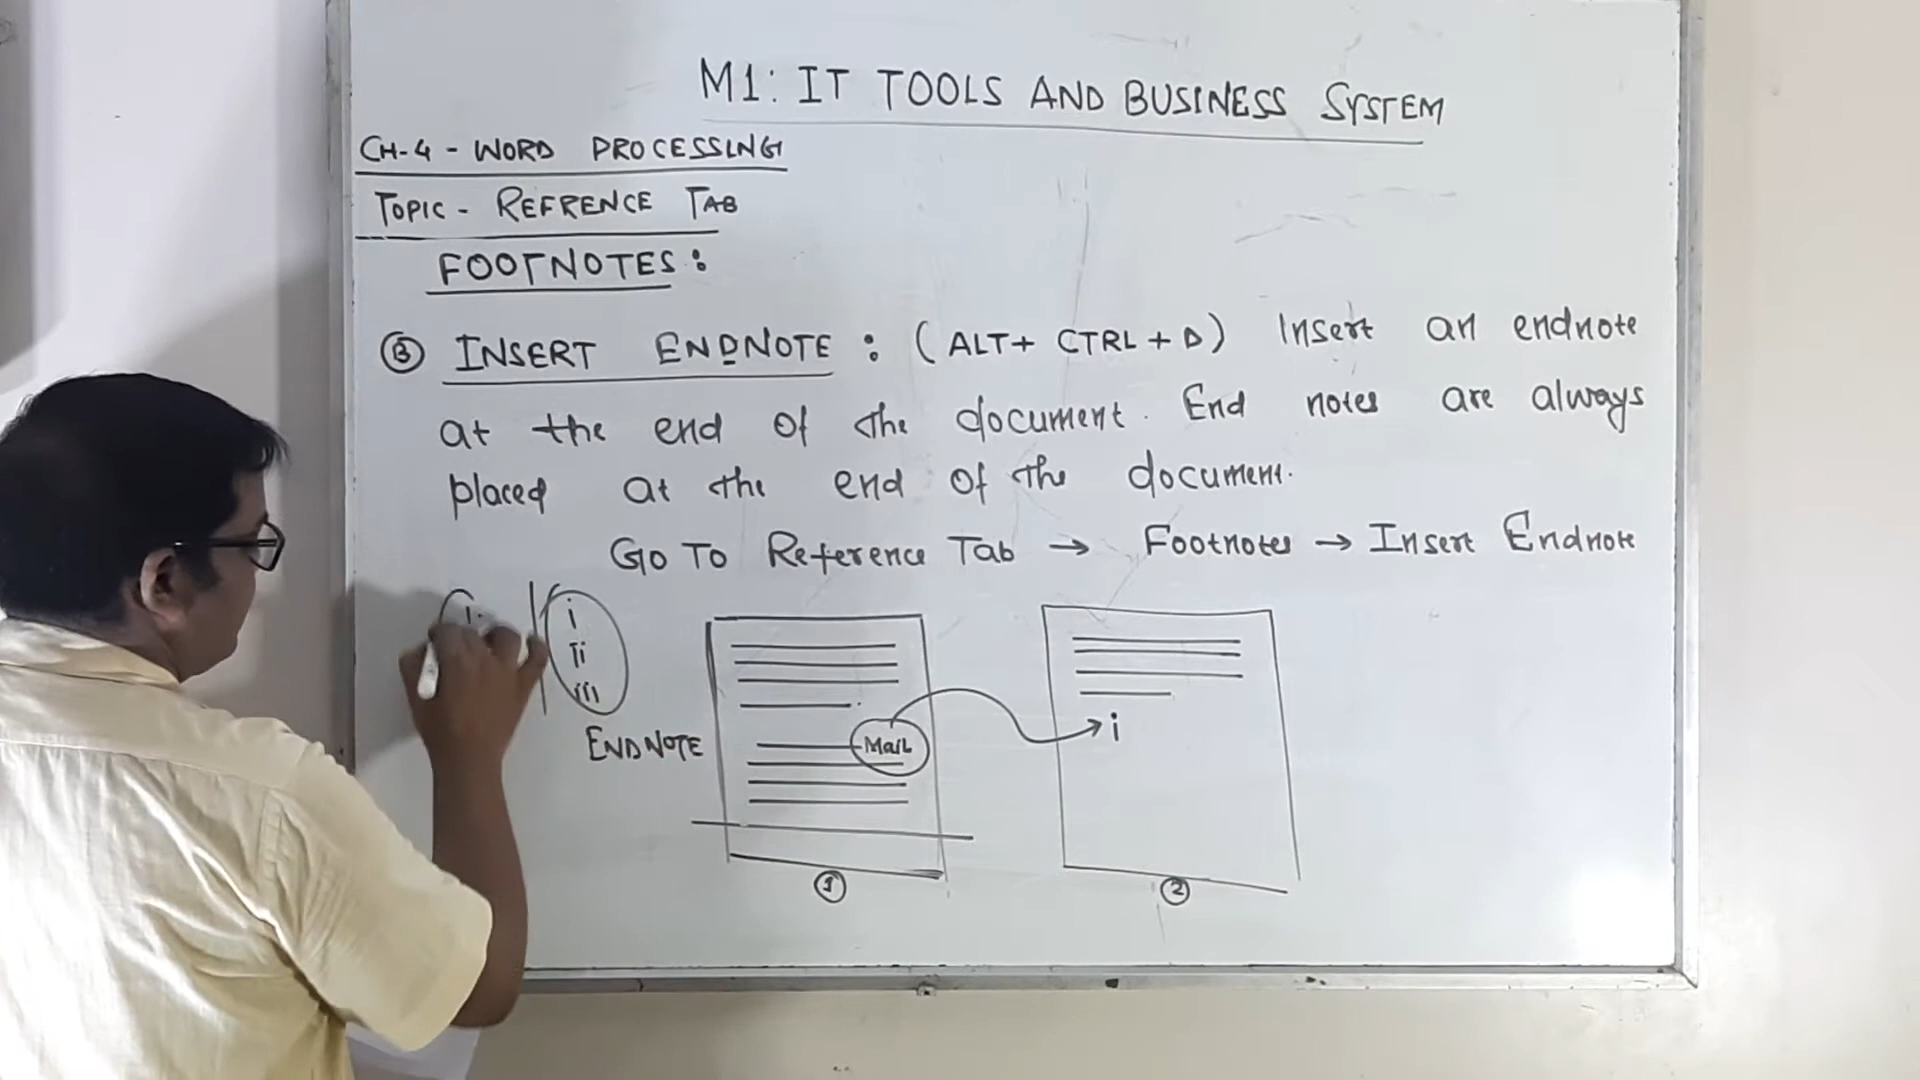 M1: IT TOOLS AND BUSINESS SYSTEM
CH-4 - WORD PROCESSING
TOPIC - REFRENCE TAB
FOOTNOTES:
B INSERT ENDNOTE : (ALT+ CTRL + D) Insert an endnote
at the end of the document. End notes are always
placed at the end of the document.
GO TO Reference Tab → Footnotes → Insert Endnote
i
ii
iii
ENDNOTE
Mail
i
1
2